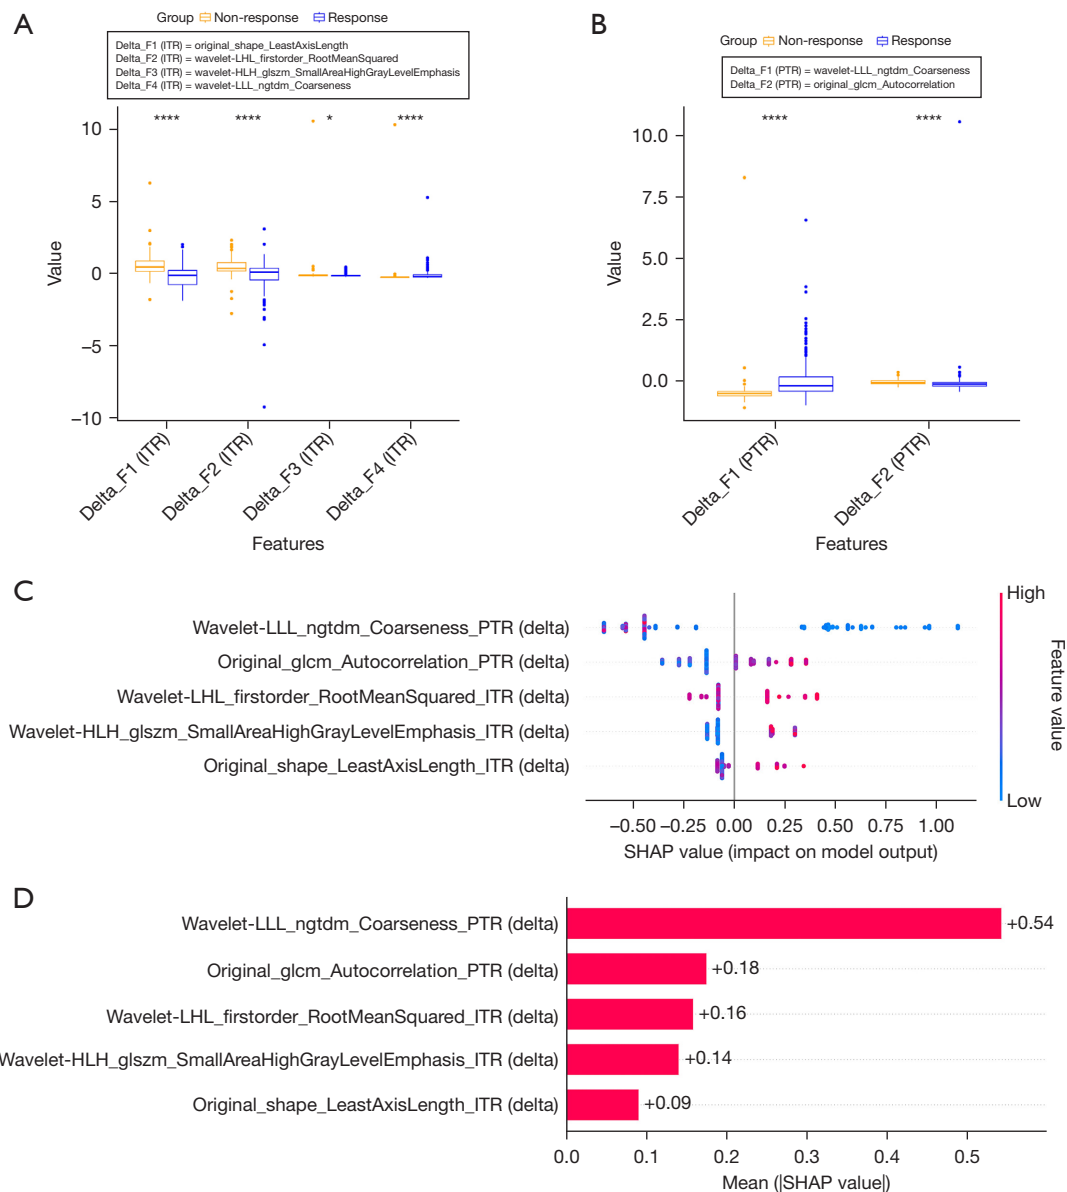 A
Group Non-response Response
Delta_F1 (ITR) = original_shape_LeastAxisLength
Delta_F2 (ITR) = wavelet-LHL_firstorder_RootMeanSquared
Delta_F3 (ITR) = wavelet-HLH_glszm_SmallAreaHighGrayLevelEmphasis
Delta_F4 (ITR) = wavelet-LLL_ngtdm_Coarseness
**** **** * ****
10
5
0
−5
−10
Value
Delta_F1 (ITR)
Delta_F2 (ITR)
Delta_F3 (ITR)
Delta_F4 (ITR)
Features
B
Group Non-response Response
Delta_F1 (PTR) = wavelet-LLL_ngtdm_Coarseness
Delta_F2 (PTR) = original_glcm_Autocorrelation
**** ****
10.0
7.5
5.0
2.5
0.0
Value
Delta_F1 (PTR)
Delta_F2 (PTR)
Features
C
Wavelet-LLL_ngtdm_Coarseness_PTR (delta)
Original_glcm_Autocorrelation_PTR (delta)
Wavelet-LHL_firstorder_RootMeanSquared_ITR (delta)
Wavelet-HLH_glszm_SmallAreaHighGrayLevelEmphasis_ITR (delta)
Original_shape_LeastAxisLength_ITR (delta)
−0.50 −0.25 0.00 0.25 0.50 0.75 1.00
SHAP value (impact on model output)
High
Feature value
Low
D
Wavelet-LLL_ngtdm_Coarseness_PTR (delta) +0.54
Original_glcm_Autocorrelation_PTR (delta) +0.18
Wavelet-LHL_firstorder_RootMeanSquared_ITR (delta) +0.16
Wavelet-HLH_glszm_SmallAreaHighGrayLevelEmphasis_ITR (delta) +0.14
Original_shape_LeastAxisLength_ITR (delta) +0.09
0.0 0.1 0.2 0.3 0.4 0.5
Mean (|SHAP value|)